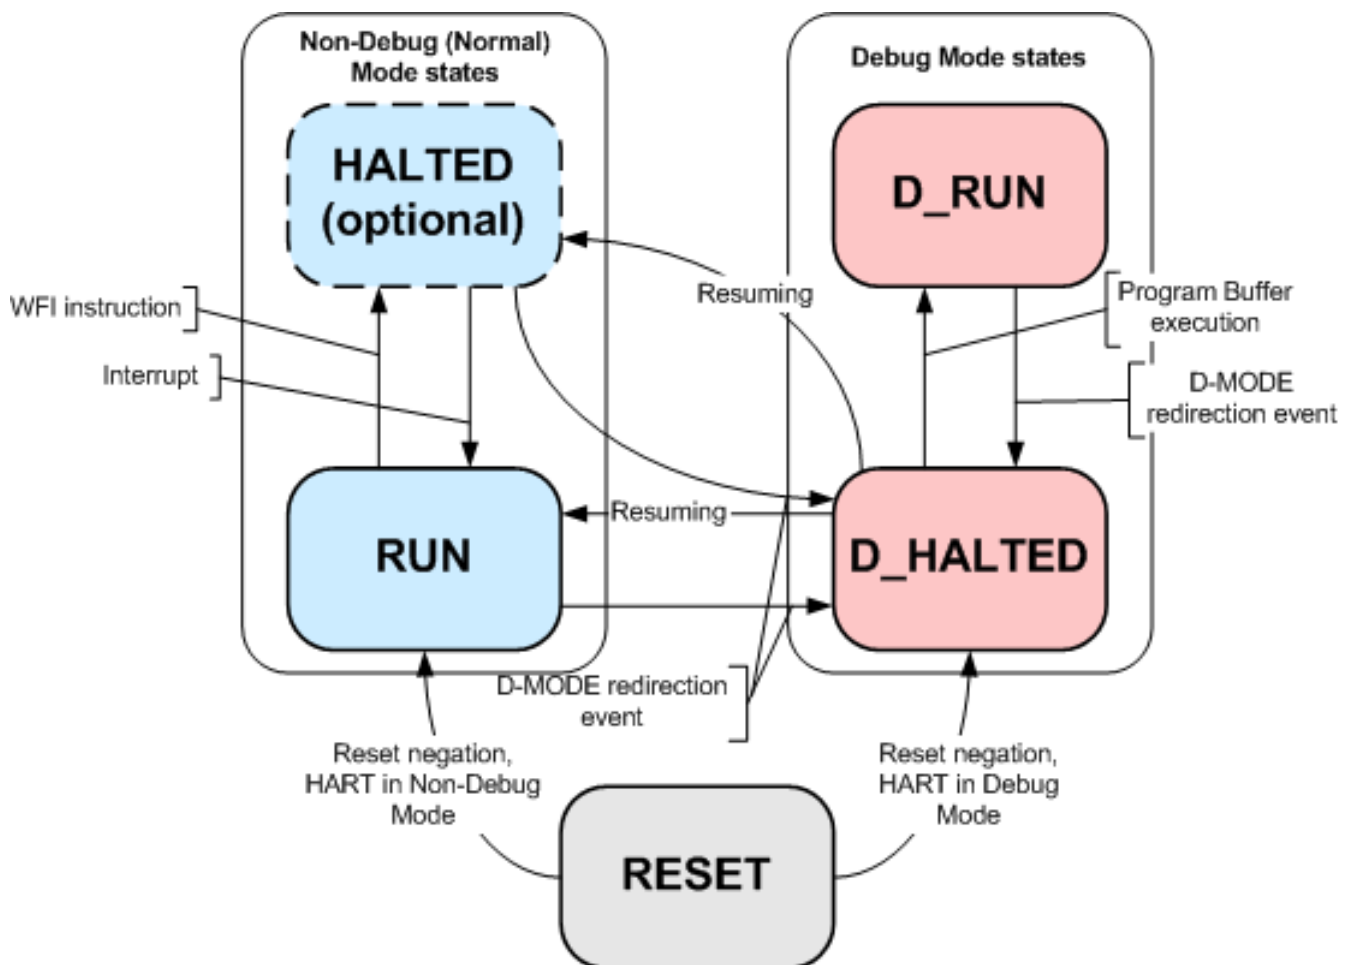 Non-Debug (Normal)
Mode states
Debug Mode states
HALTED
(optional)
D_RUN
WFI instruction
Interrupt
Resuming
Program Buffer
execution
D-MODE
redirection event
Resuming
RUN
D_HALTED
D-MODE redirection
event
Reset negation,
HART in Non-Debug
Mode
Reset negation,
HART in Debug
Mode
RESET